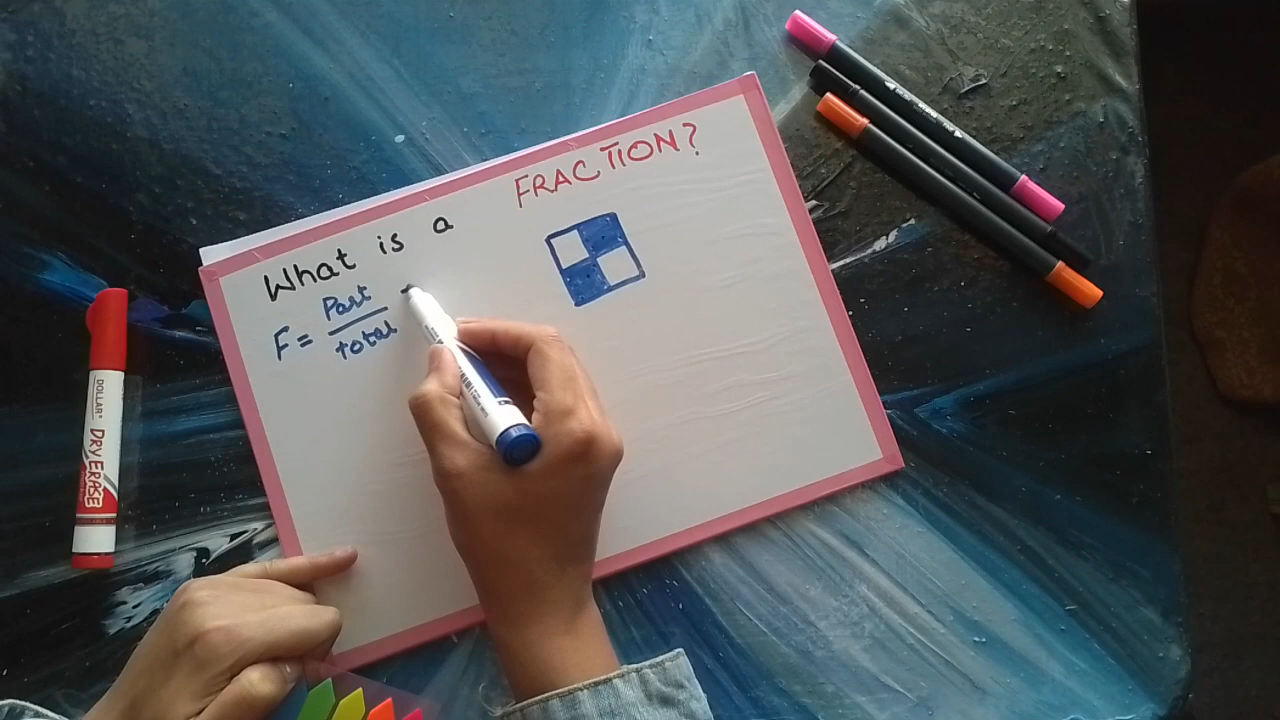 What is a FRACTION?
F = Part
total
DOLLAR®
DRY ERASE